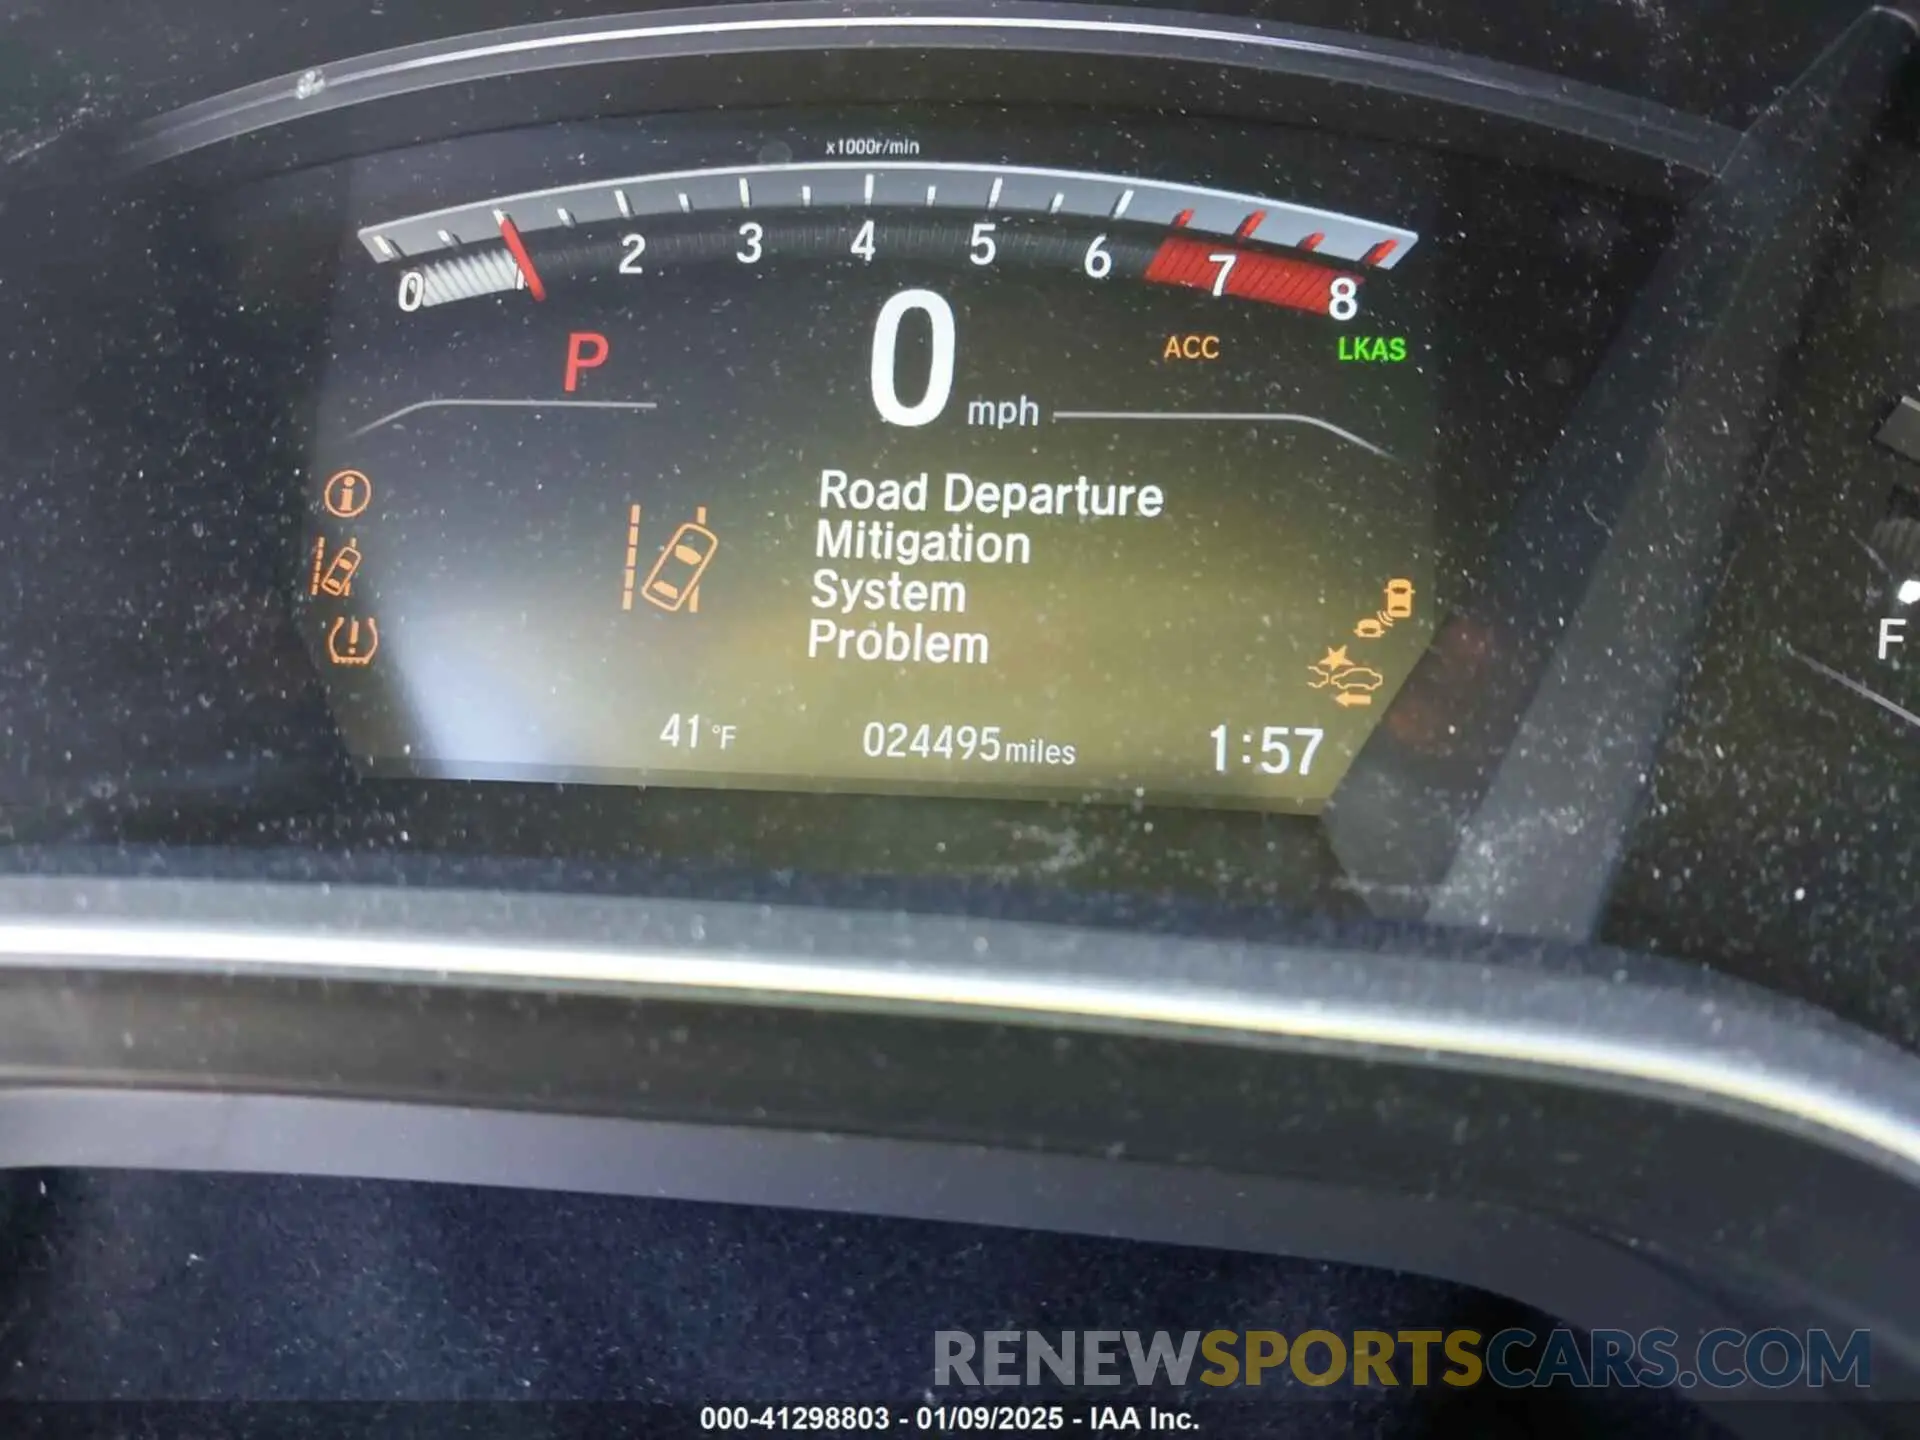 x1000r/min
0 1 2 3 4 5 6 7 8
P 0 mph ACC LKAS
Road Departure
Mitigation
System
Problem
F
41 °F 024495 miles 1:57
RENEWSPORTSCARS.COM
000-41298803 - 01/09/2025 - IAA Inc.